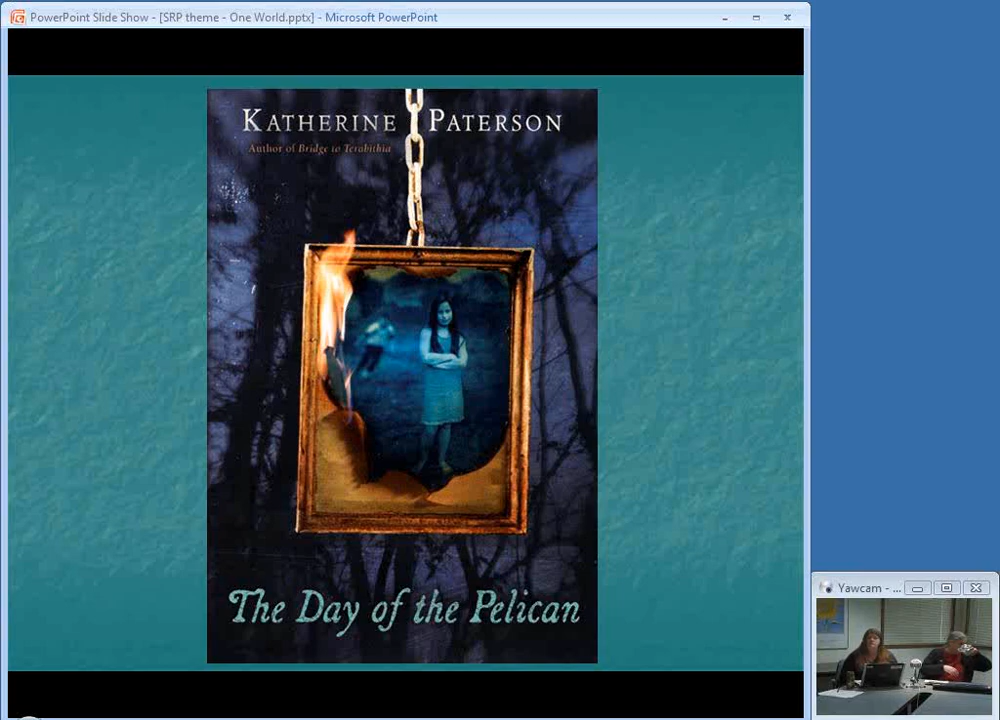 PowerPoint Slide Show - [SRP theme - One World.pptx] - Microsoft PowerPoint
KATHERINE PATERSON
Author of Bridge to Terabithia
The Day of the Pelican
Yawcam - ...